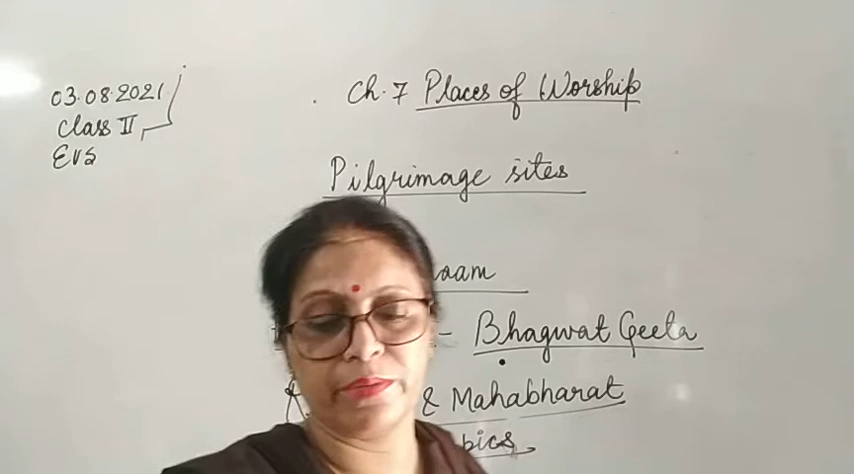 03.08.2021
Class II
EVS
Ch. 7 Places of Worship
Pilgrimage sites
- Bhagwat Geeta
& Mahabharat